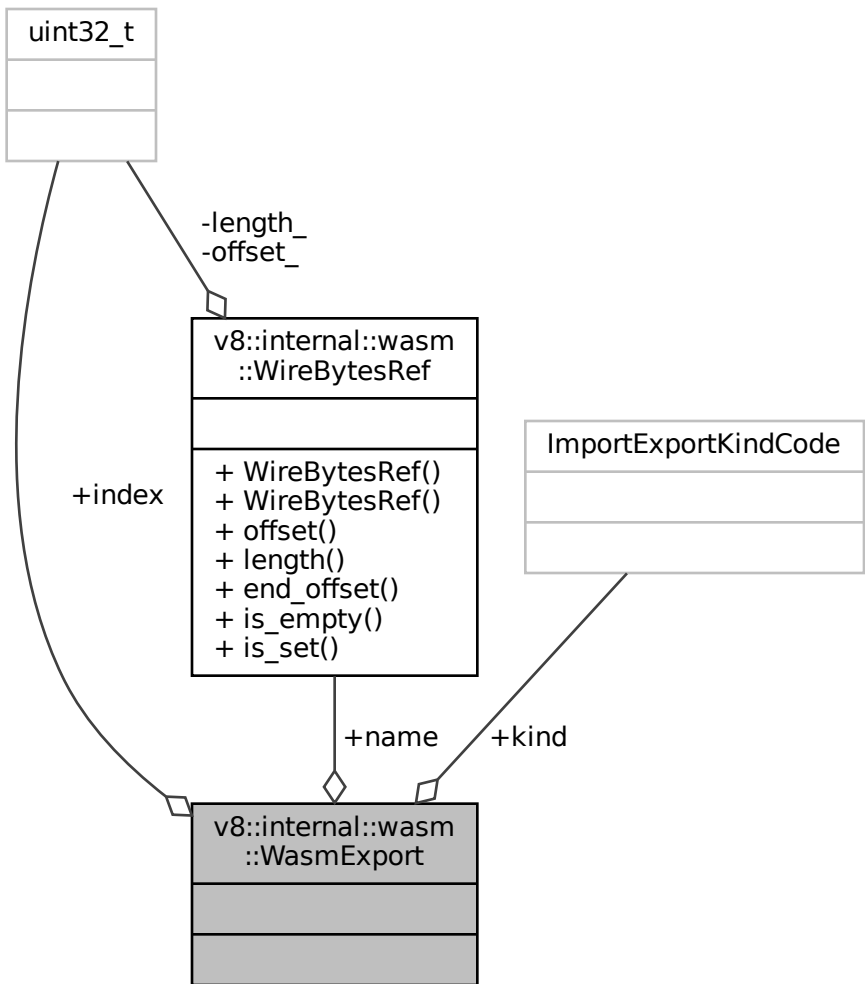 uint32_t
-length_
-offset_
v8::internal::wasm
::WireBytesRef
+ WireBytesRef()
+ WireBytesRef()
+ offset()
+ length()
+ end_offset()
+ is_empty()
+ is_set()
ImportExportKindCode
+index
+name
+kind
v8::internal::wasm
::WasmExport